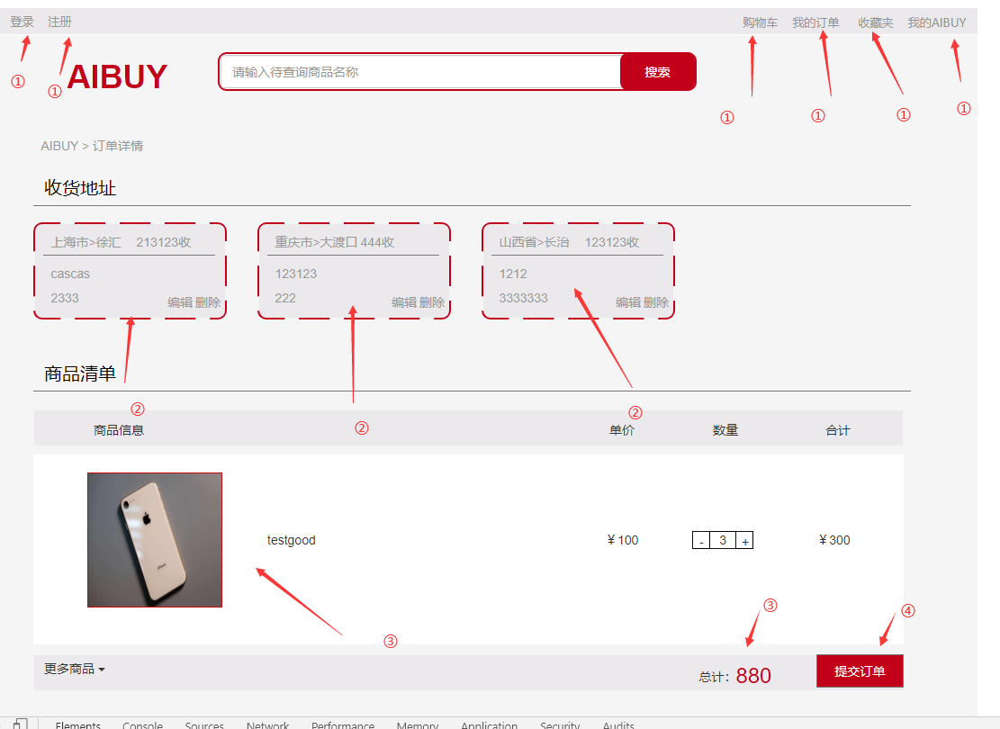 登录 注册 购物车 我的订单 收藏夹 我的AIBUY
① ① ① ① ① ①
AIBUY 请输入待查询商品名称 搜索
AIBUY > 订单详情
收货地址
上海市>徐汇 213123收 重庆市>大渡口 444收 山西省>长治 123123收
cascas 123123 1212
2333 编辑 删除 222 编辑 删除 3333333 编辑 删除
商品清单
② ② ②
商品信息 单价 数量 合计
testgood ¥ 100 - 3 + ¥ 300
③ ③ ④
更多商品 总计: 880 提交订单
Elements Console Sources Network Performance Memory Application Security Audits